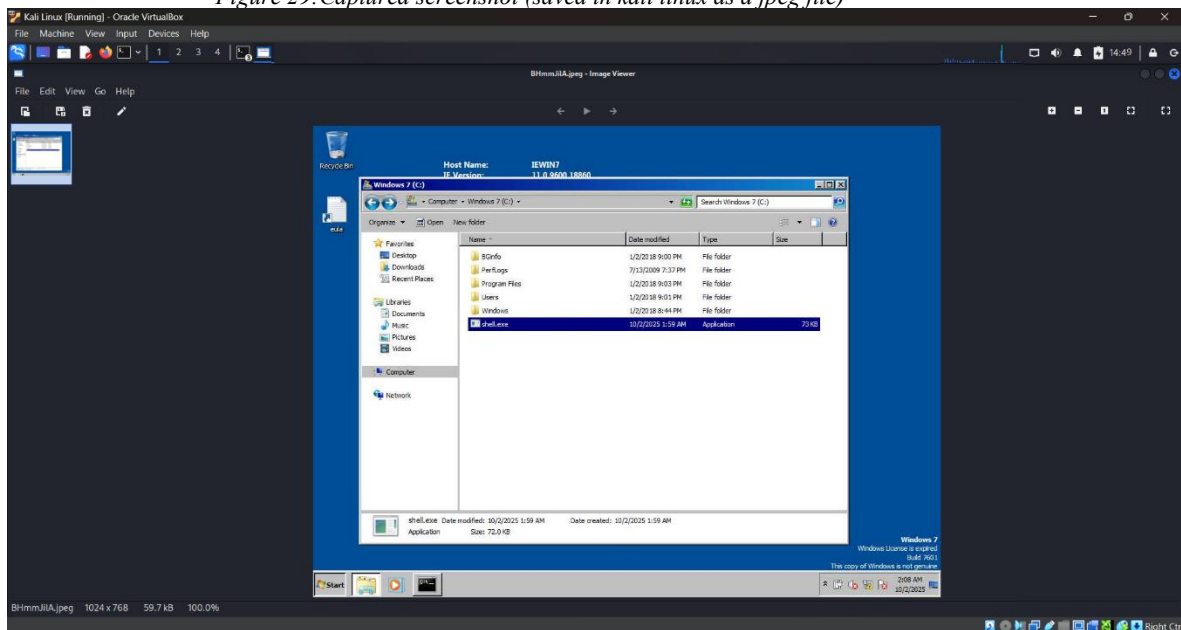 Figure 29:Captured screenshot (saved in kali linux as a jpeg file)
Kali Linux [Running] - Oracle VirtualBox
File Machine View Input Devices Help
1 2 3 4
14:49
BHmmJilA.jpeg - Image Viewer
File Edit View Go Help
Recycle Bin
Host Name: IEWIN7
IE Version: 11.0.9600.18860
eula
Windows 7 (C:)
Computer Windows 7 (C:)
Search Windows 7 (C:)
Organize Open New folder
Name Date modified Type Size
Favorites
Desktop
Downloads
Recent Places
Libraries
Documents
Music
Pictures
Videos
Computer
Network
BGinfo 1/2/2018 9:00 PM File folder
PerfLogs 7/13/2009 7:37 PM File folder
Program Files 1/2/2018 9:03 PM File folder
Users 1/2/2018 9:01 PM File folder
Windows 1/2/2018 8:44 PM File folder
shell.exe 10/2/2025 1:59 AM Application 73 KB
shell.exe Date modified: 10/2/2025 1:59 AM Date created: 10/2/2025 1:59 AM
Application Size: 72.0 KB
Windows 7
Windows License is expired
Build 7601
This copy of Windows is not genuine
Start
2:08 AM
10/2/2025
BHmmJilA.jpeg 1024 x 768 59.7 kB 100.0%
Right Ctrl